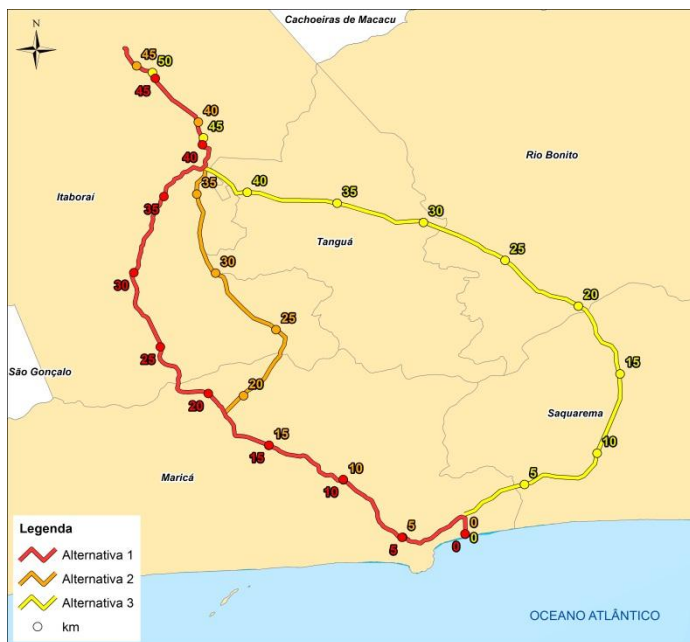 Cachoeiras de Macacu
N
45
50
45
40
45
40
Rio Bonito
Itaboraí
35
40
35
35
30
Tanguá
25
30
30
20
25
25
15
São Gonçalo
20
20
Saquarema
15
15
10
Maricá
10
10
5
5
5
0
0
0
Legenda
Alternativa 1
Alternativa 2
Alternativa 3
km
OCEANO ATLÂNTICO